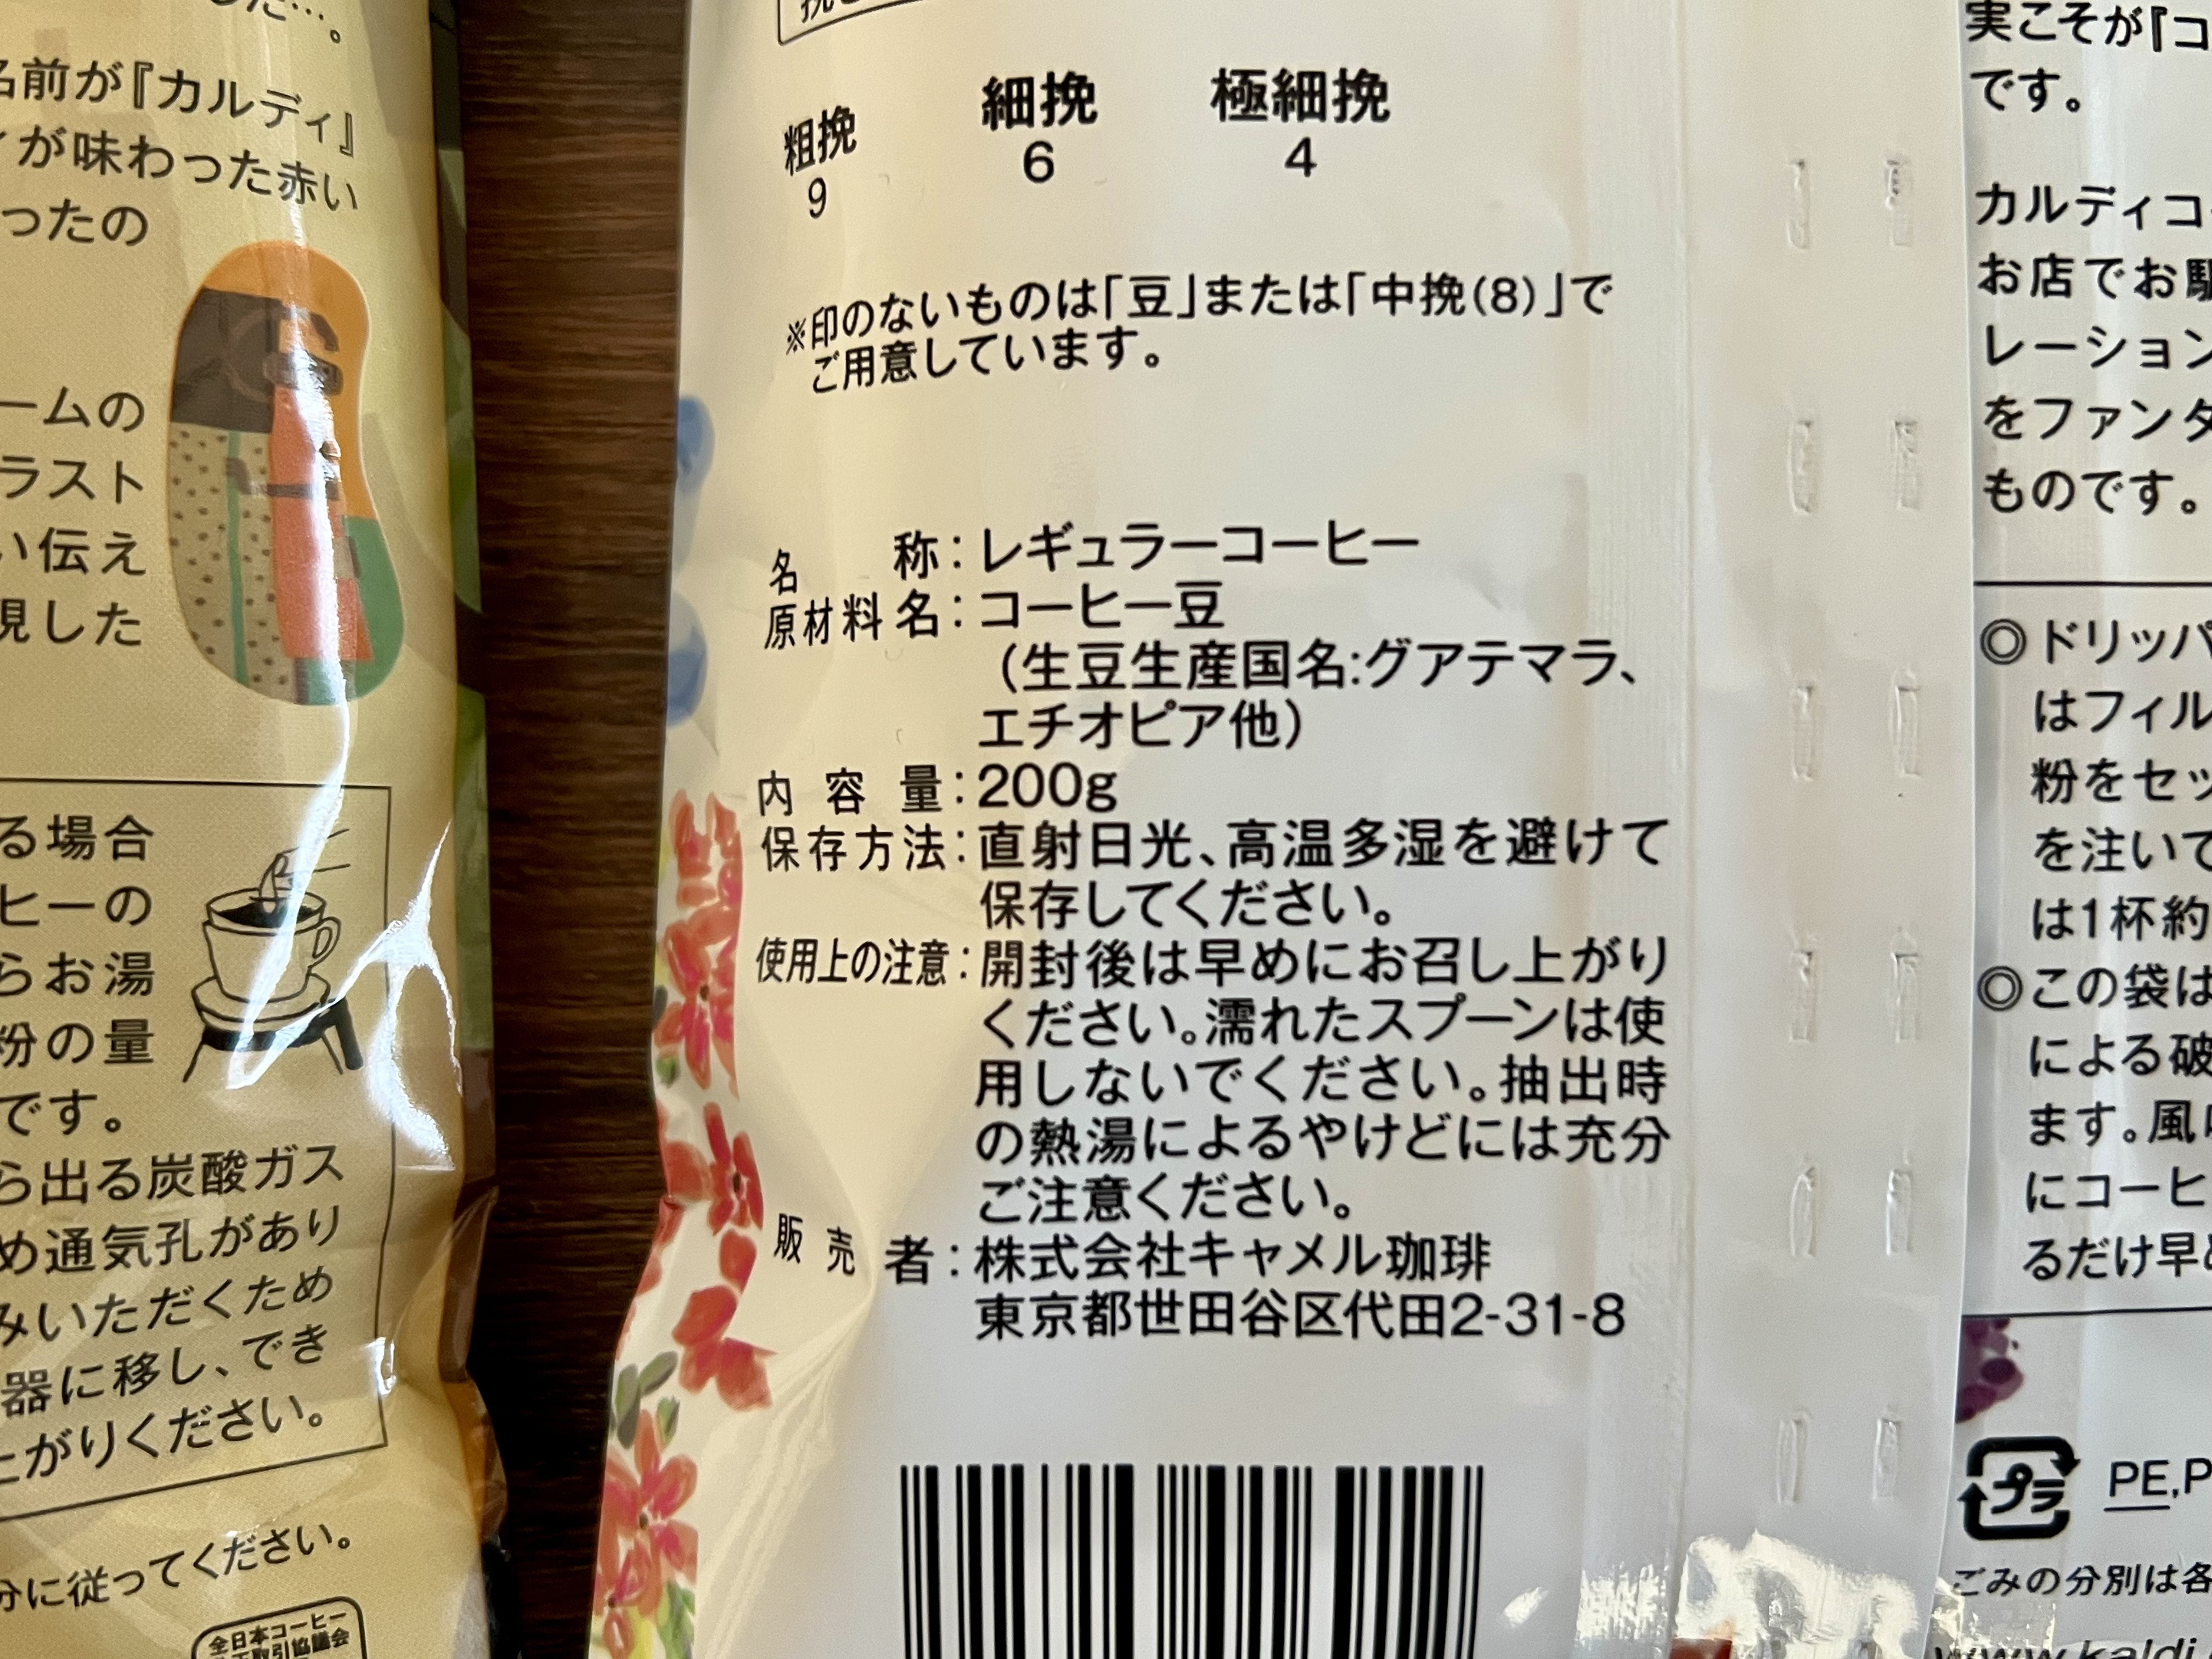 名前が『カルディ』
が味わった赤い
ったの
ームの
ラスト
い伝え
現した
る場合
ヒーの
らお湯
粉の量
です。
ら出る炭酸ガス
め通気孔があり
みいただくため
器に移し、でき
上がりください。
分に従ってください。
全日本コーヒー
取引協議会
粗挽 細挽 極細挽
9 6 4
※印のないものは「豆」または「中挽(8)」で
ご用意しています。
名称:レギュラーコーヒー
原材料名:コーヒー豆
(生豆生産国名:グアテマラ、
エチオピア他)
内容量:200g
保存方法:直射日光、高温多湿を避けて
保存してください。
使用上の注意:開封後は早めにお召し上がり
ください。濡れたスプーンは使
用しないでください。抽出時
の熱湯によるやけどには充分
ご注意ください。
販売者:株式会社キャメル珈琲
東京都世田谷区代田2-31-8
実こそが『コ
です。
カルディコ
お店でお
レーション
をファンタ
ものです。
◎ドリッパ
はフィル
粉をセッ
を注いで
は1杯約
◎この袋は
による破
ます。風
にコーヒ
るだけ早
プラ PE,P
ごみの分別は各
www.kaldi